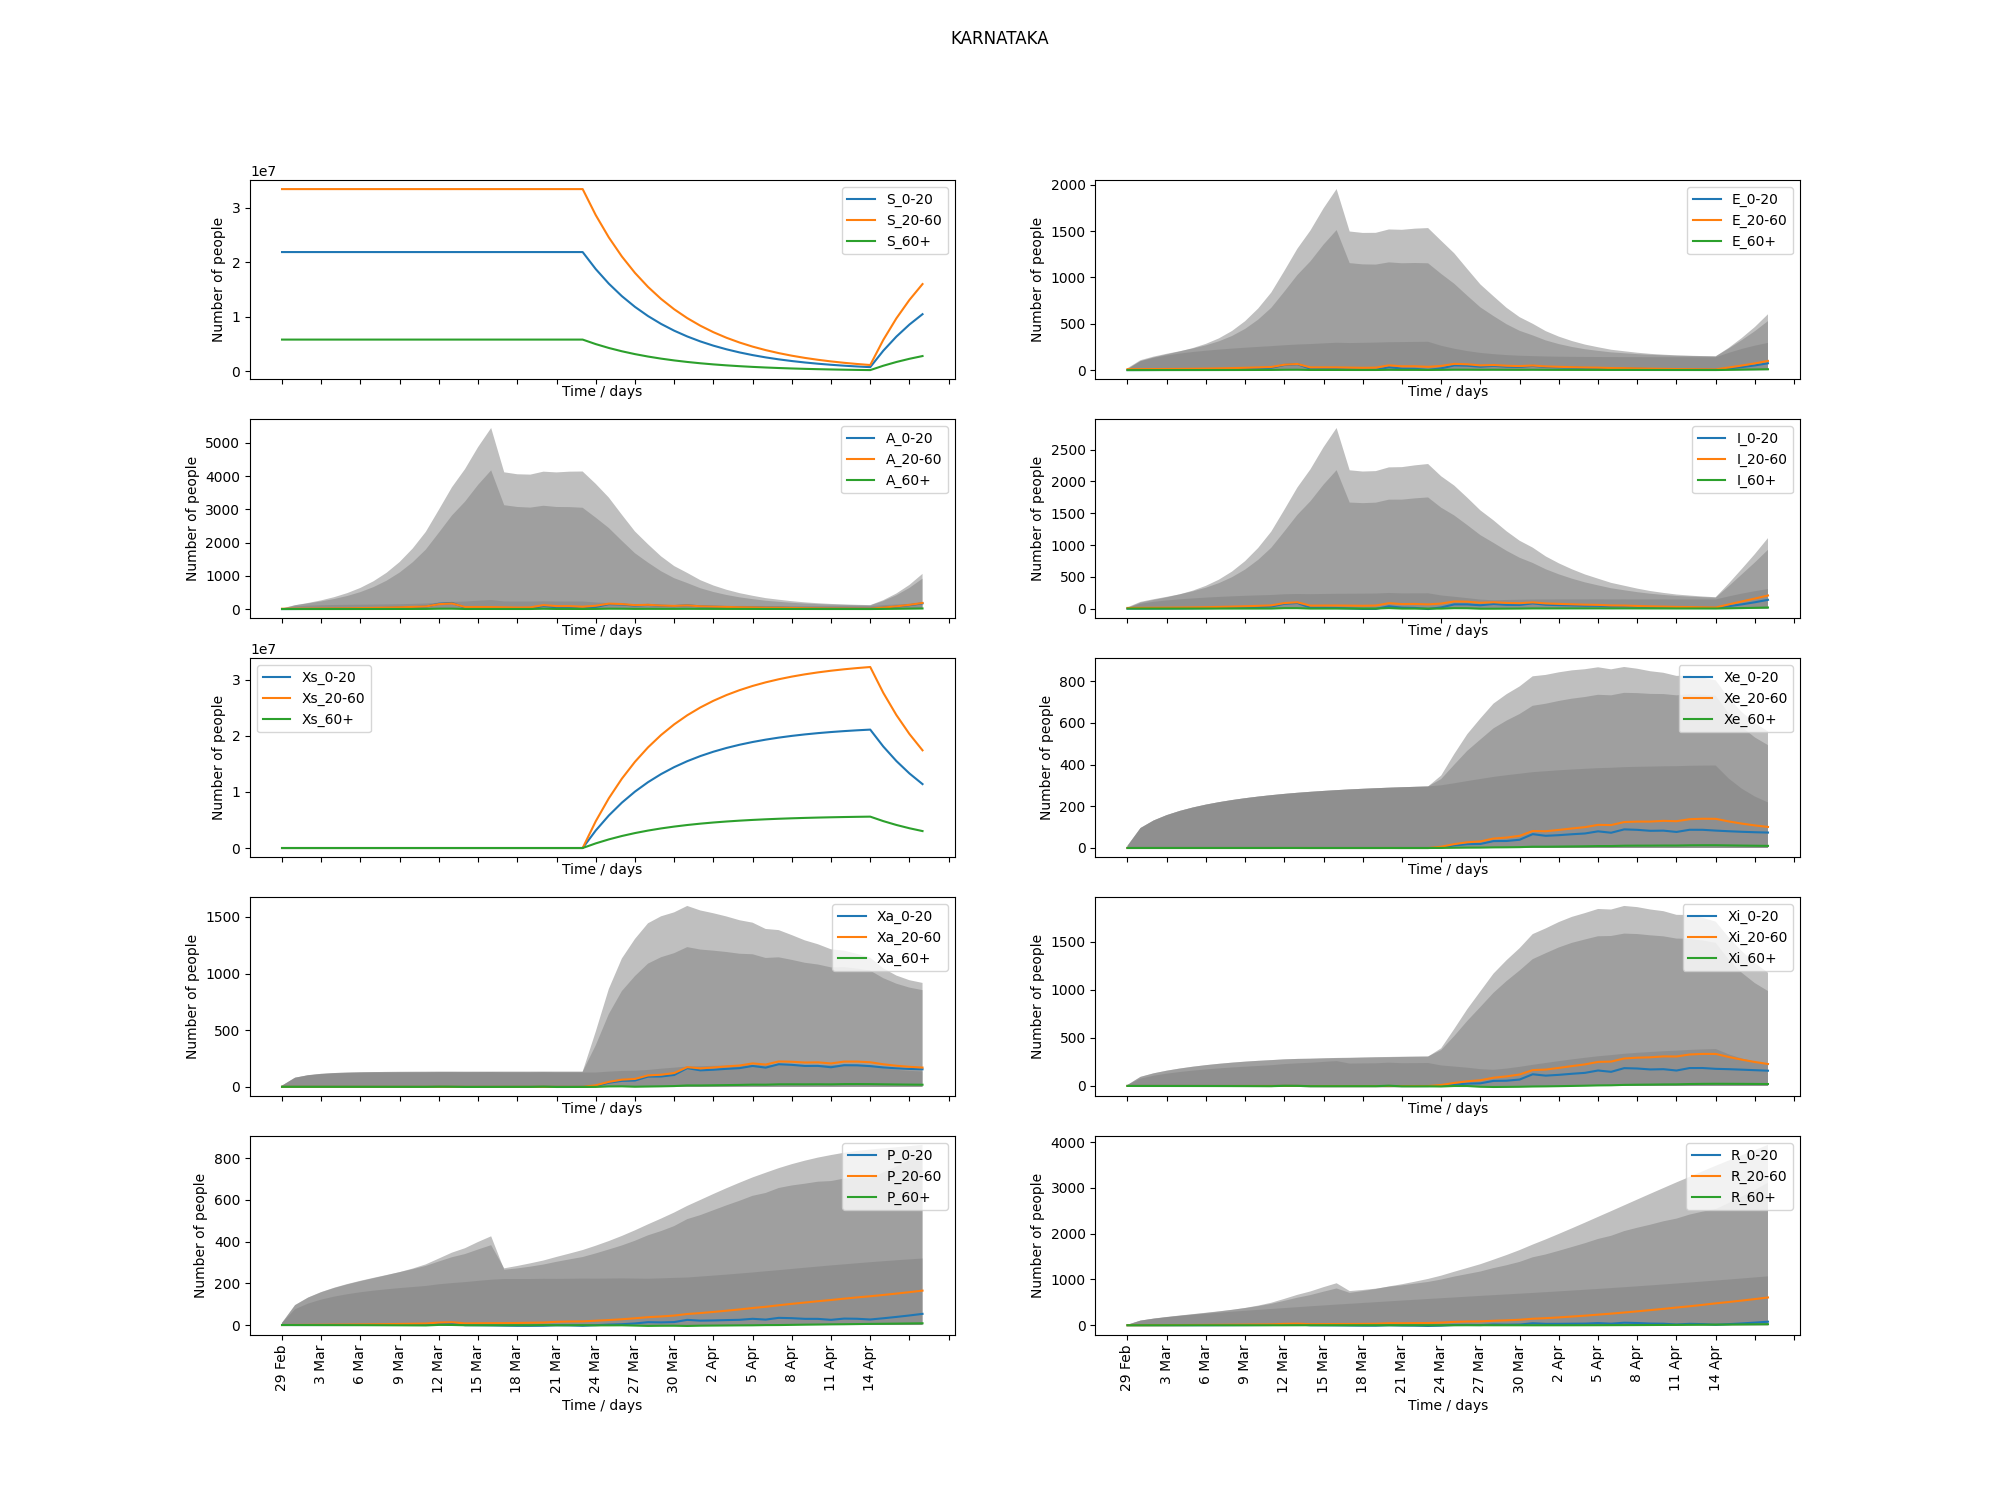 KARNATAKA
1e7
3
2
1
0
Number of people
Time / days
S_0-20
S_20-60
S_60+
2000
1500
1000
500
0
Number of people
Time / days
E_0-20
E_20-60
E_60+
5000
4000
3000
2000
1000
0
Number of people
Time / days
A_0-20
A_20-60
A_60+
2500
2000
1500
1000
500
0
Number of people
Time / days
I_0-20
I_20-60
I_60+
1e7
3
2
1
0
Number of people
Time / days
Xs_0-20
Xs_20-60
Xs_60+
800
600
400
200
0
Number of people
Time / days
Xe_0-20
Xe_20-60
Xe_60+
1500
1000
500
0
Number of people
Time / days
Xa_0-20
Xa_20-60
Xa_60+
1500
1000
500
0
Number of people
Time / days
Xi_0-20
Xi_20-60
Xi_60+
800
600
400
200
0
Number of people
P_0-20
P_20-60
P_60+
29 Feb
3 Mar
6 Mar
9 Mar
12 Mar
15 Mar
18 Mar
21 Mar
24 Mar
27 Mar
30 Mar
2 Apr
5 Apr
8 Apr
11 Apr
14 Apr
Time / days
4000
3000
2000
1000
0
Number of people
R_0-20
R_20-60
R_60+
29 Feb
3 Mar
6 Mar
9 Mar
12 Mar
15 Mar
18 Mar
21 Mar
24 Mar
27 Mar
30 Mar
2 Apr
5 Apr
8 Apr
11 Apr
14 Apr
Time / days